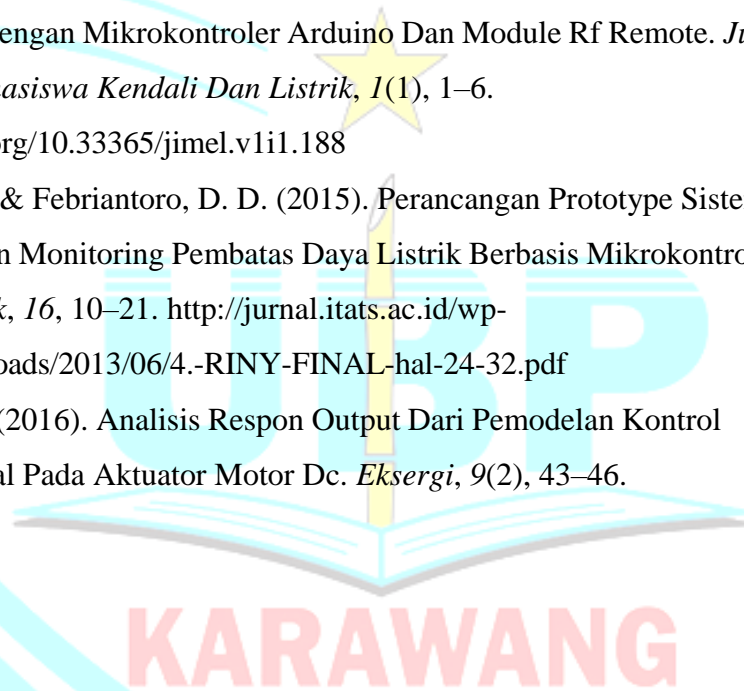 engan Mikrokontroler Arduino Dan Module Rf Remote. Ju
asiswa Kendali Dan Listrik, 1(1), 1–6.
org/10.33365/jimel.v1i1.188
& Febriantoro, D. D. (2015). Perancangan Prototype Siste
n Monitoring Pembatas Daya Listrik Berbasis Mikrokontro
k, 16, 10–21. http://jurnal.itats.ac.id/wp-
oads/2013/06/4.-RINY-FINAL-hal-24-32.pdf
(2016). Analisis Respon Output Dari Pemodelan Kontrol
al Pada Aktuator Motor Dc. Eksergi, 9(2), 43–46.
UBP
KARAWANG